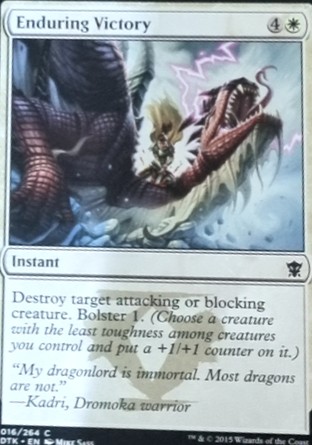 Enduring Victory 4
Instant
Destroy target attacking or blocking
creature. Bolster 1. (Choose a creature
with the least toughness among creatures
you control and put a +1/+1 counter on it.)
"My dragonlord is immortal. Most dragons
are not."
—Kadri, Dromoka warrior
016/264 C
DTK • EN Mike Sass
™ & © 2015 Wizards of the Coast